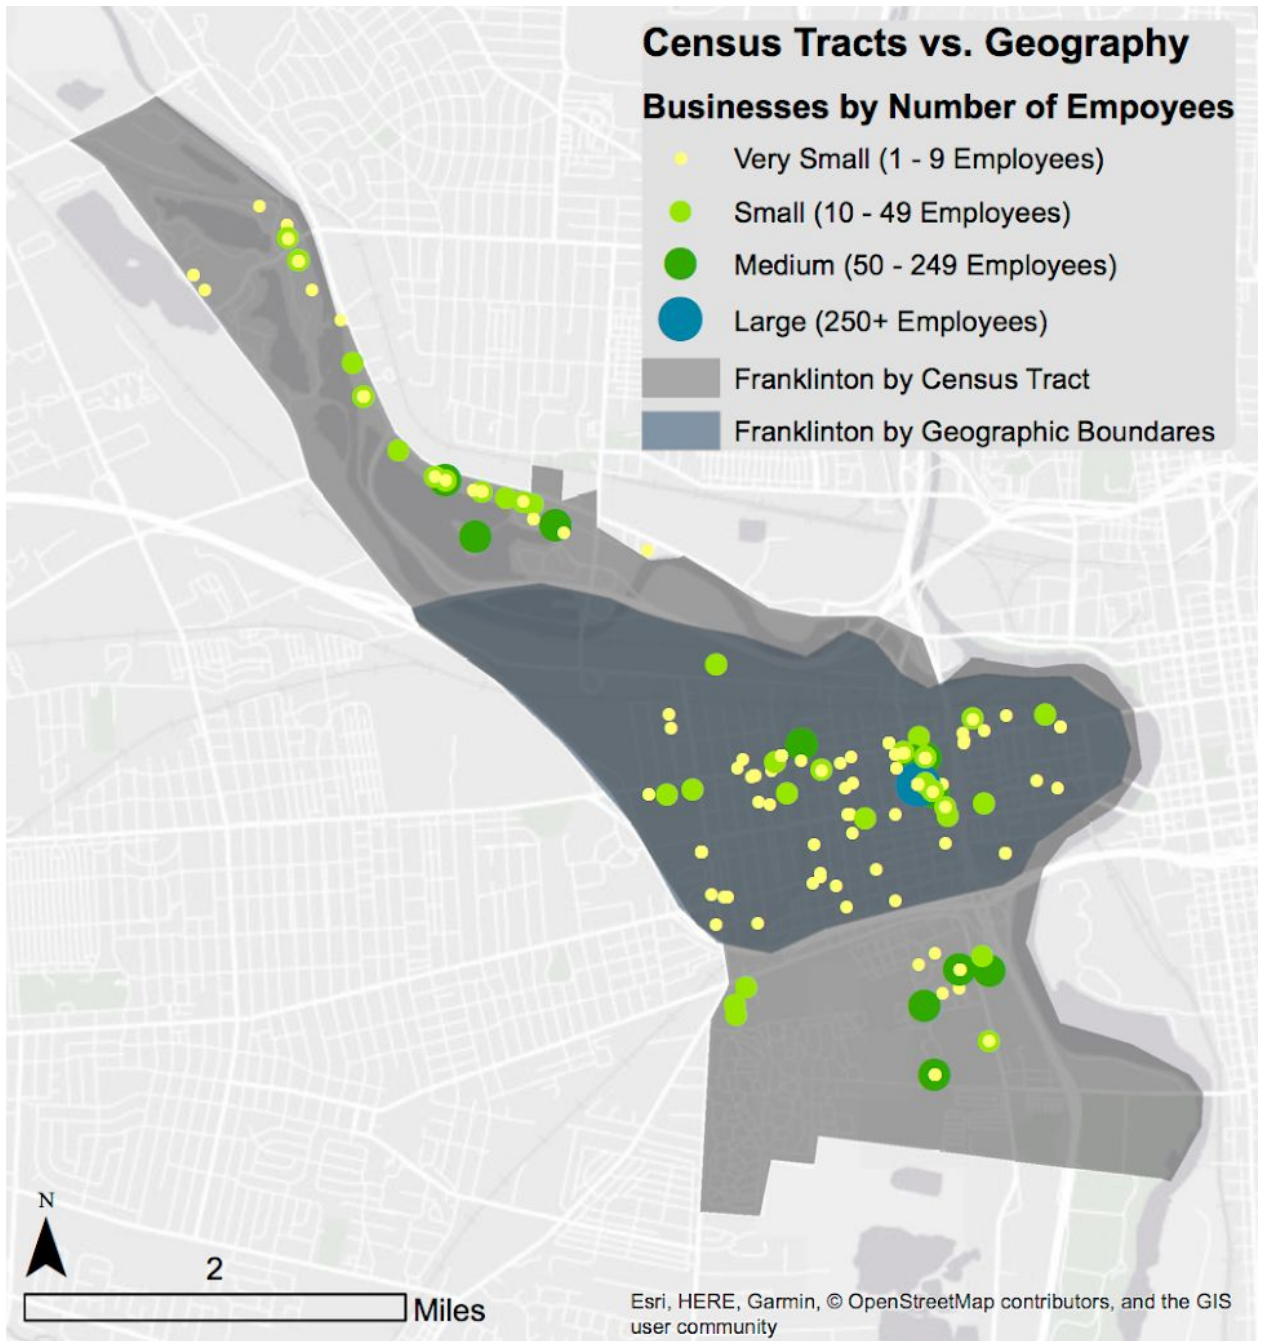 Census Tracts vs. Geography
Businesses by Number of Empoyees
Very Small (1 - 9 Employees)
Small (10 - 49 Employees)
Medium (50 - 249 Employees)
Large (250+ Employees)
Franklinton by Census Tract
Franklinton by Geographic Boundares
N
2
Miles
Esri, HERE, Garmin, © OpenStreetMap contributors, and the GIS
user community